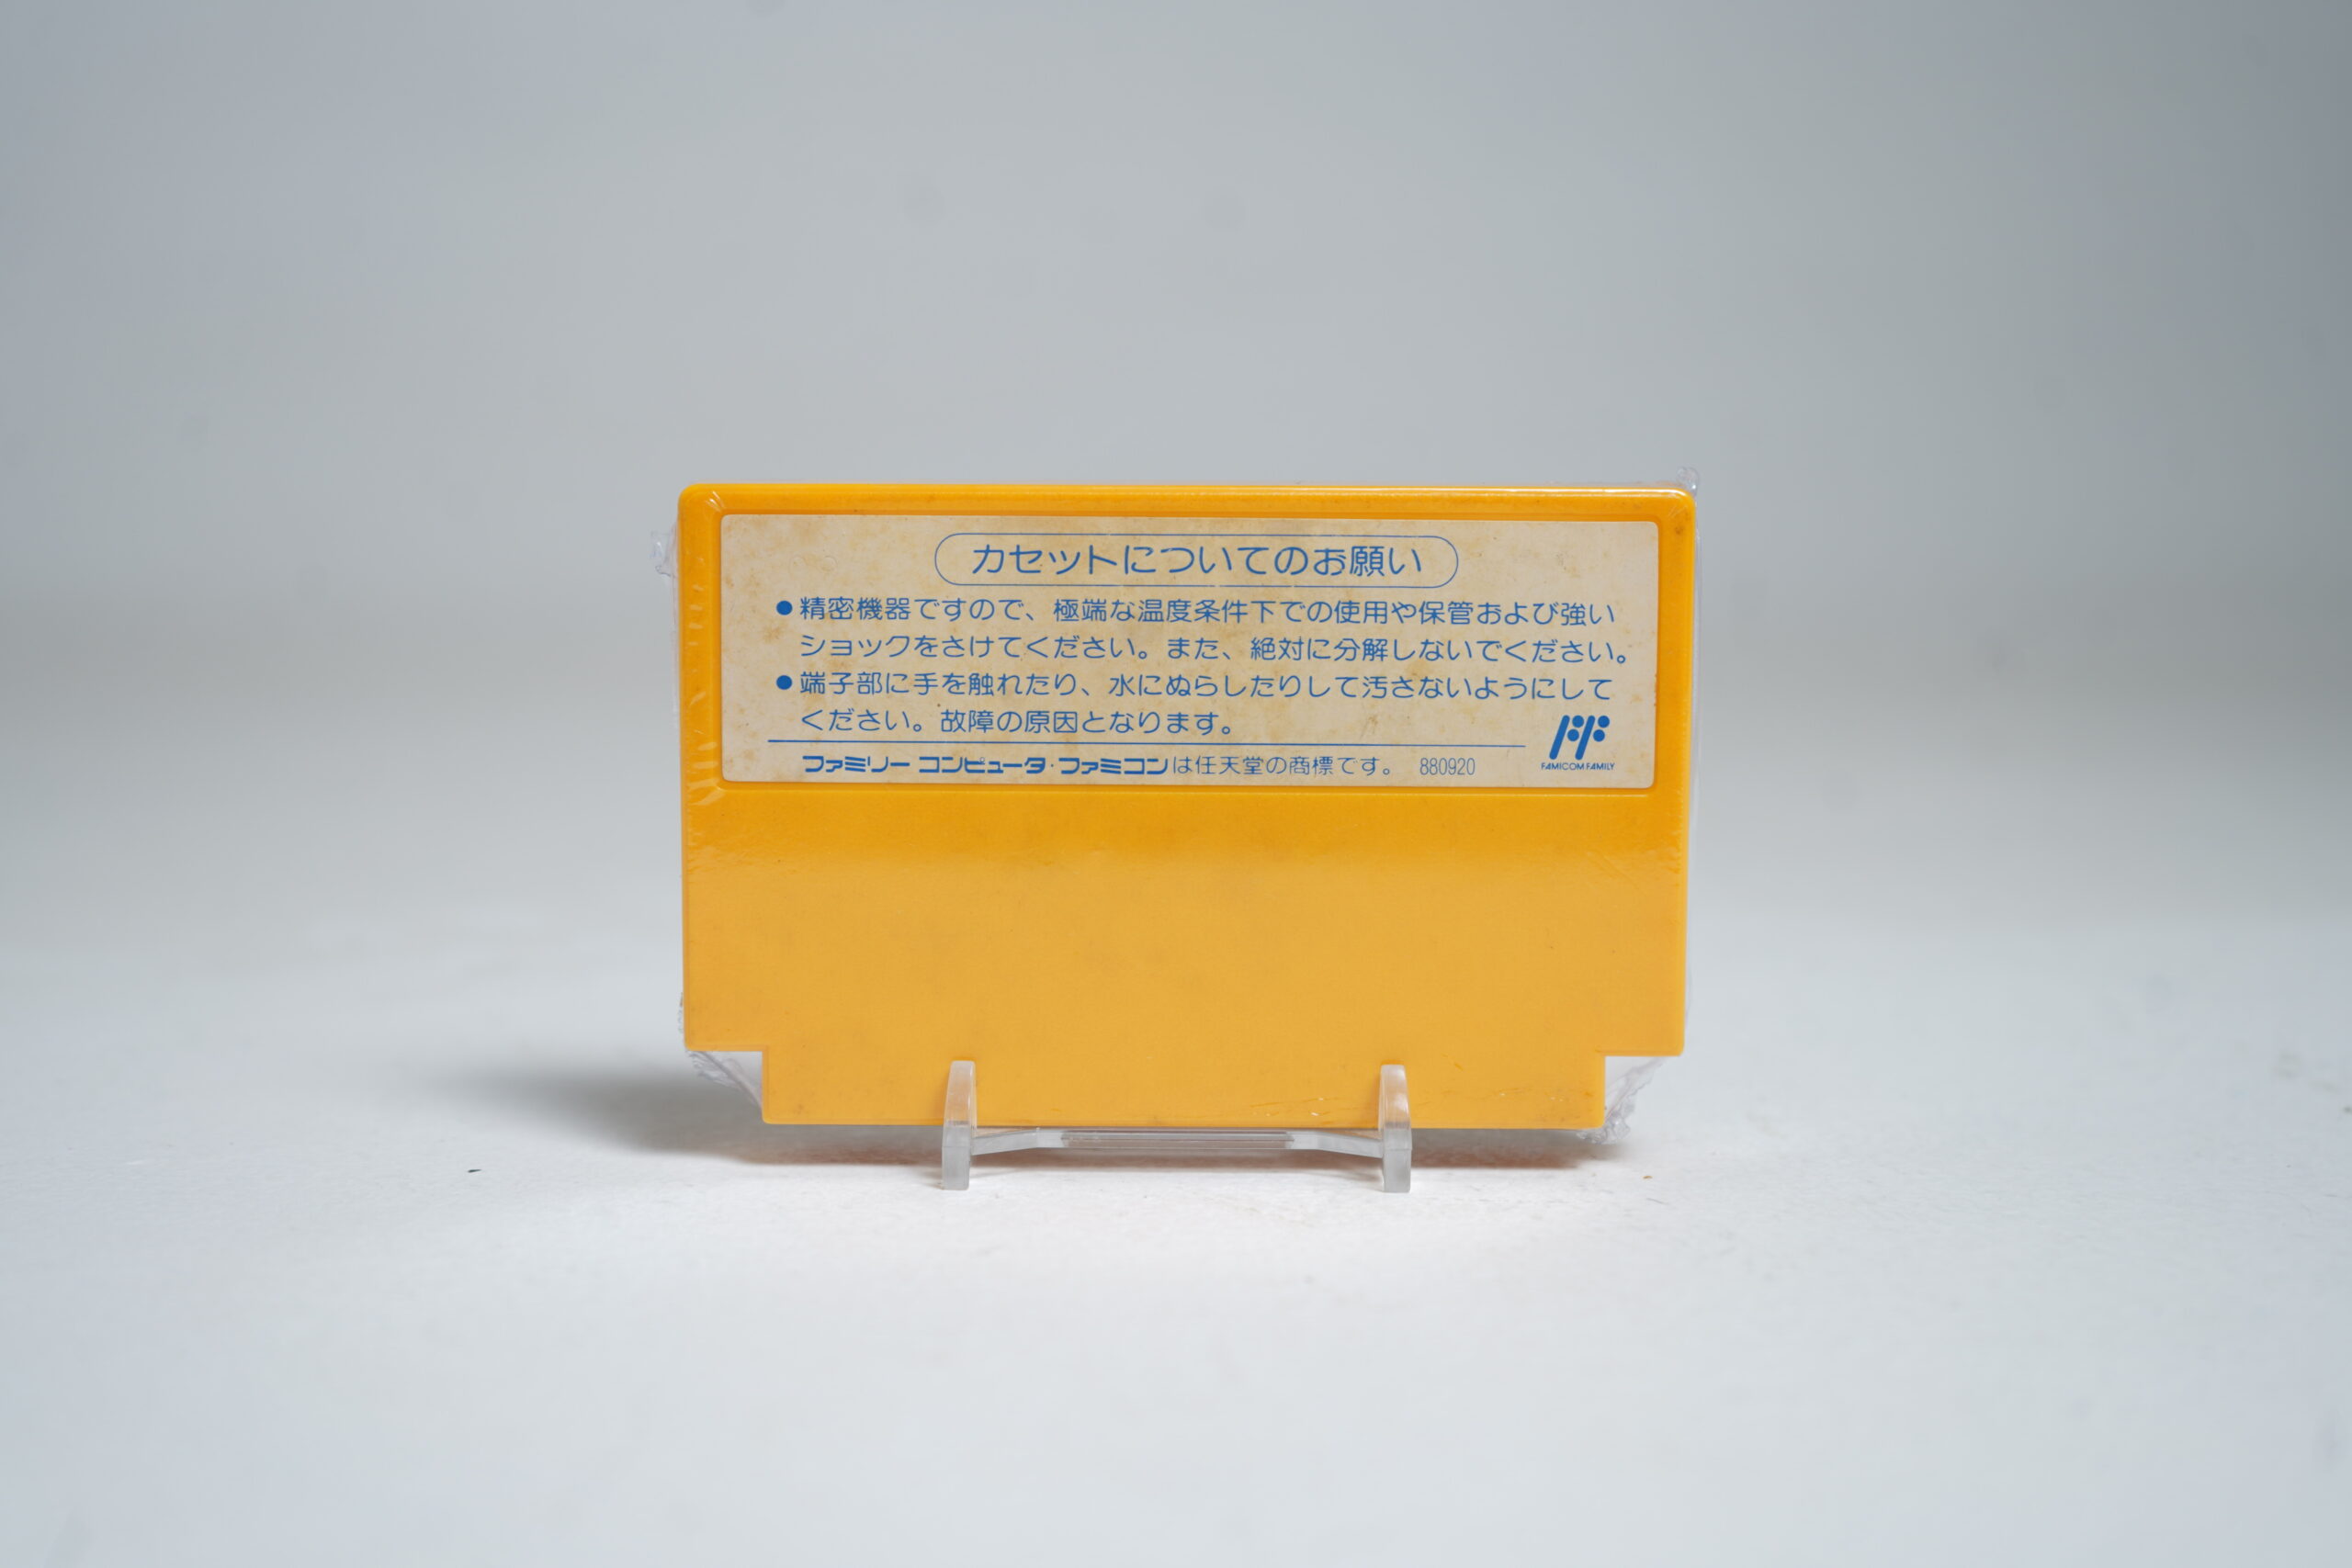 カセットについてのお願い
●精密機器ですので、極端な温度条件下での使用や保管および強い
ショックをさけてください。また、絶対に分解しないでください。
●端子部に手を触れたり、水にぬらしたりして汚さないようにして
ください。故障の原因となります。
ファミリー コンピュータ・ファミコンは任天堂の商標です。 880920
FAMICOM FAMILY